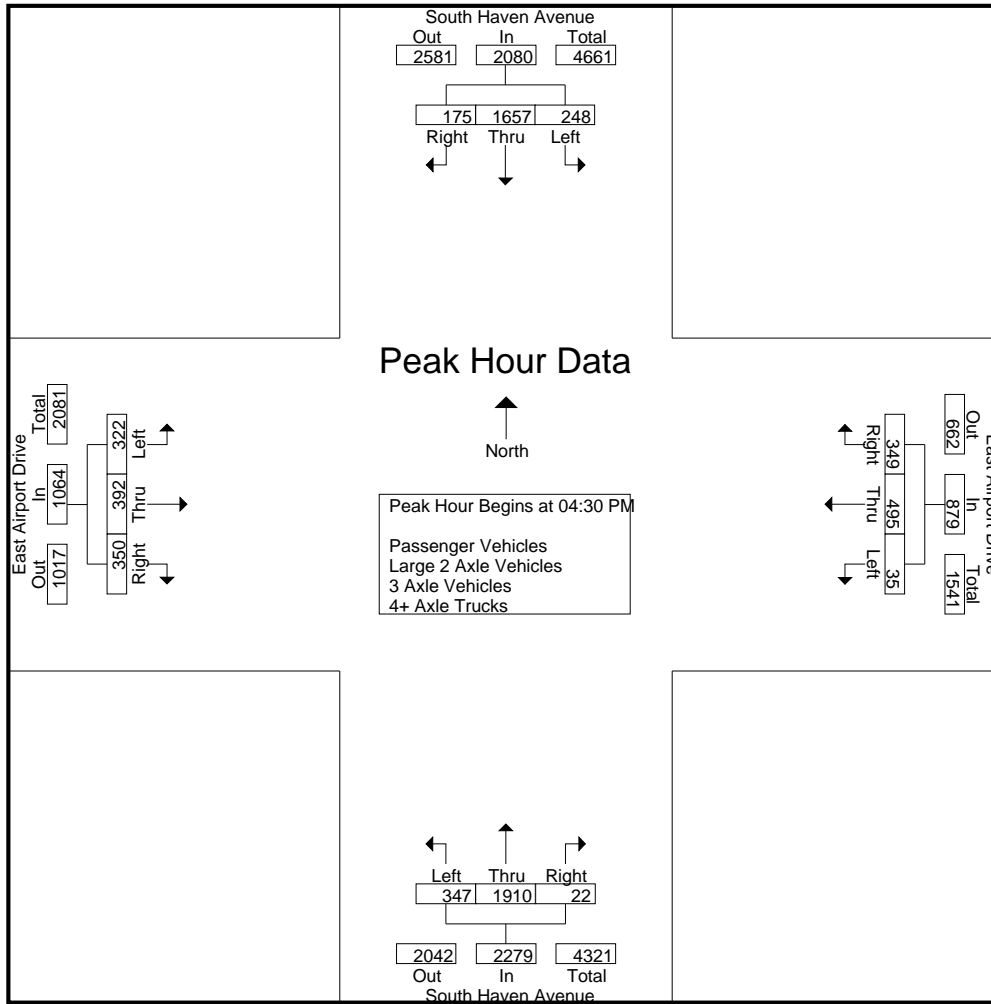 South Haven Avenue
Out In Total
2581 2080 4661
175 1657 248
Right Thru Left
Peak Hour Data
North
Peak Hour Begins at 04:30 PM
Passenger Vehicles
Large 2 Axle Vehicles
3 Axle Vehicles
4+ Axle Trucks
East Airport Drive
Out In Total
1017 1064 2081
322 392 350
Left Thru Right
East Airport Drive
Out In Total
662 879 1541
349 495 35
Right Thru Left
Left Thru Right
347 1910 22
2042 2279 4321
Out In Total
South Haven Avenue